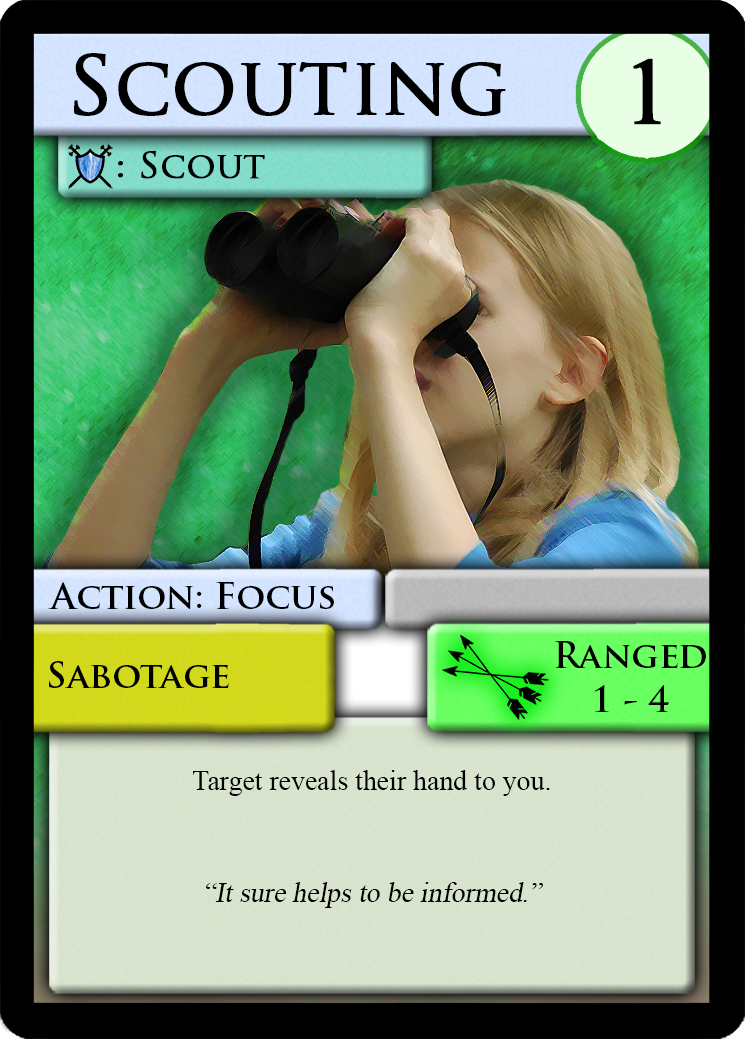 Scouting
1
: Scout
Action: Focus
Sabotage
Ranged
1 - 4
Target reveals their hand to you.
“It sure helps to be informed.”